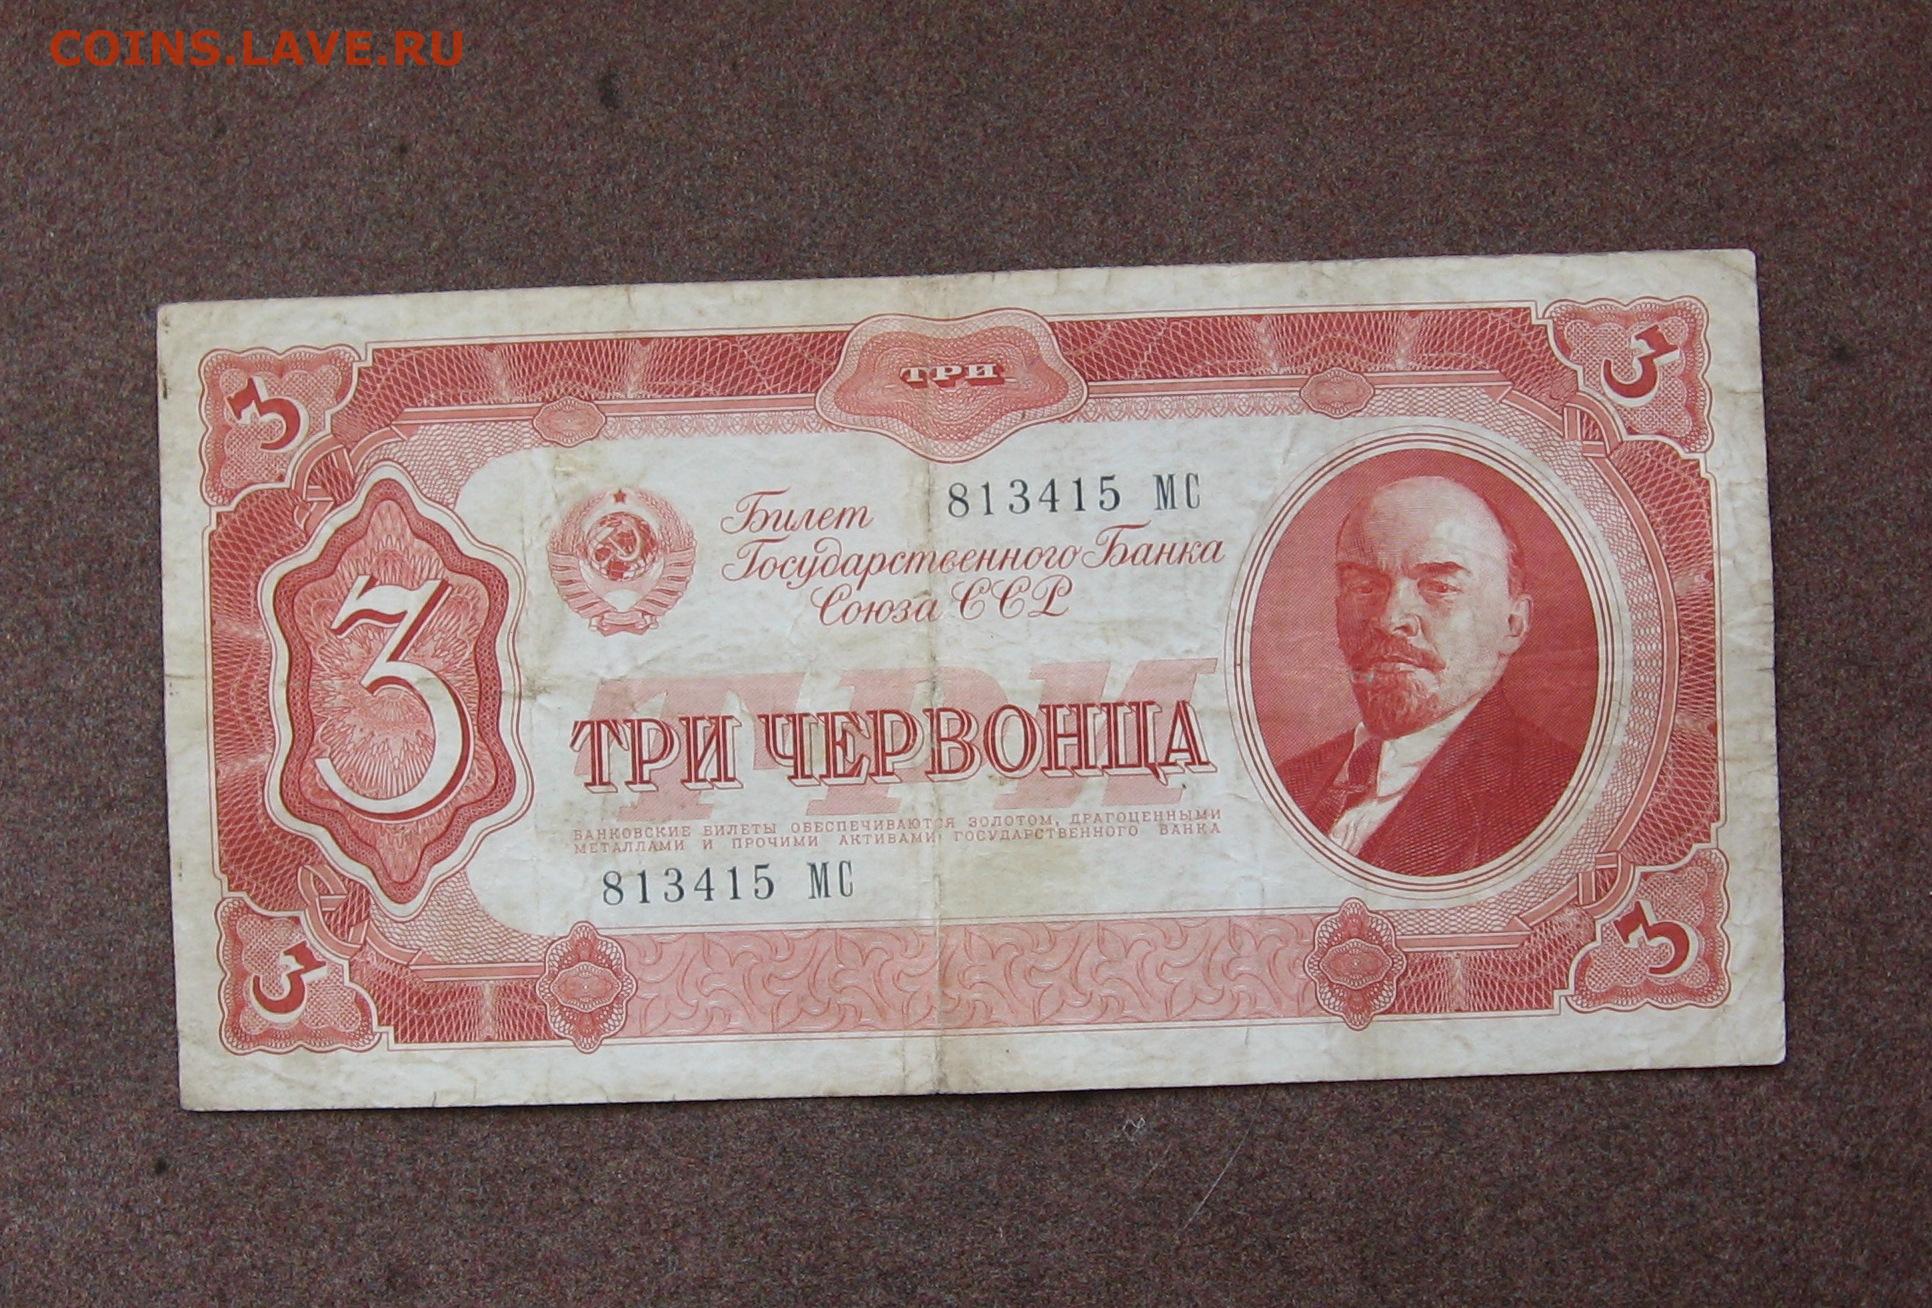 COINS.LAVE.RU
3
ТРИ
3
813415 МС
Билет
Государственного Банка
Союза ССР
3
ТРИ
ТРИ ЧЕРВОНЦА
БАНКОВСКИЕ БИЛЕТЫ ОБЕСПЕЧИВАЮТСЯ ЗОЛОТОМ, ДРАГОЦЕННЫМИ
МЕТАЛЛАМИ И ПРОЧИМИ АКТИВАМИ ГОСУДАРСТВЕННОГО БАНКА
813415 МС
3
3